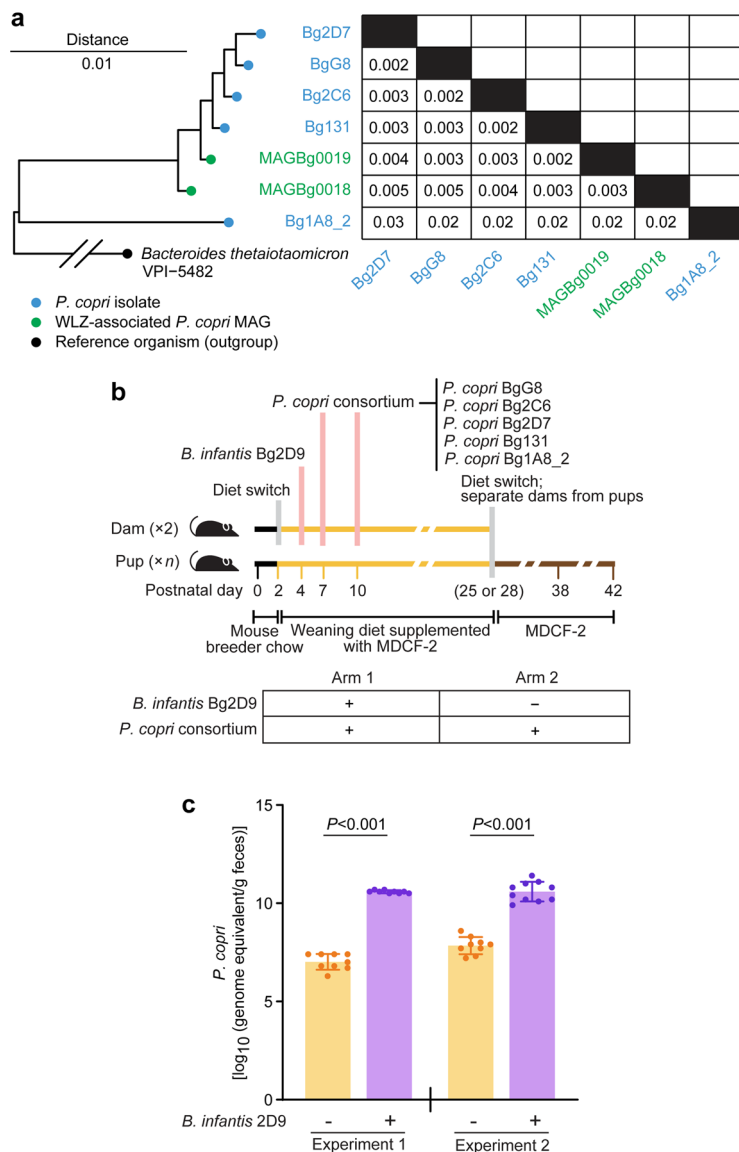 a
Distance
0.01
Bg2D7
BgG8
0.002
Bg2C6
0.003 0.002
Bg131
0.003 0.003 0.002
MAGBg0019
0.004 0.003 0.003 0.002
MAGBg0018
0.005 0.005 0.004 0.003 0.003
Bg1A8_2
0.03 0.02 0.02 0.02 0.02 0.02
Bacteroides thetaiotaomicron
VPI−5482
Bg2D7 BgG8 Bg2C6 Bg131 MAGBg0019 MAGBg0018 Bg1A8_2
P. copri isolate
WLZ-associated P. copri MAG
Reference organism (outgroup)
b
P. copri consortium
P. copri BgG8
P. copri Bg2C6
P. copri Bg2D7
P. copri Bg131
P. copri Bg1A8_2
B. infantis Bg2D9
Diet switch
Diet switch;
separate dams from pups
Dam (×2)
Pup (×n)
Postnatal day 0 2 4 7 10 (25 or 28) 38 42
Mouse
breeder chow
Weaning diet supplemented
with MDCF-2
MDCF-2
Arm 1 Arm 2
B. infantis Bg2D9 + −
P. copri consortium + +
c
15
10
5
0
P. copri
[log10 (genome equivalent/g feces)]
P<0.001 P<0.001
B. infantis 2D9 - + - +
Experiment 1 Experiment 2